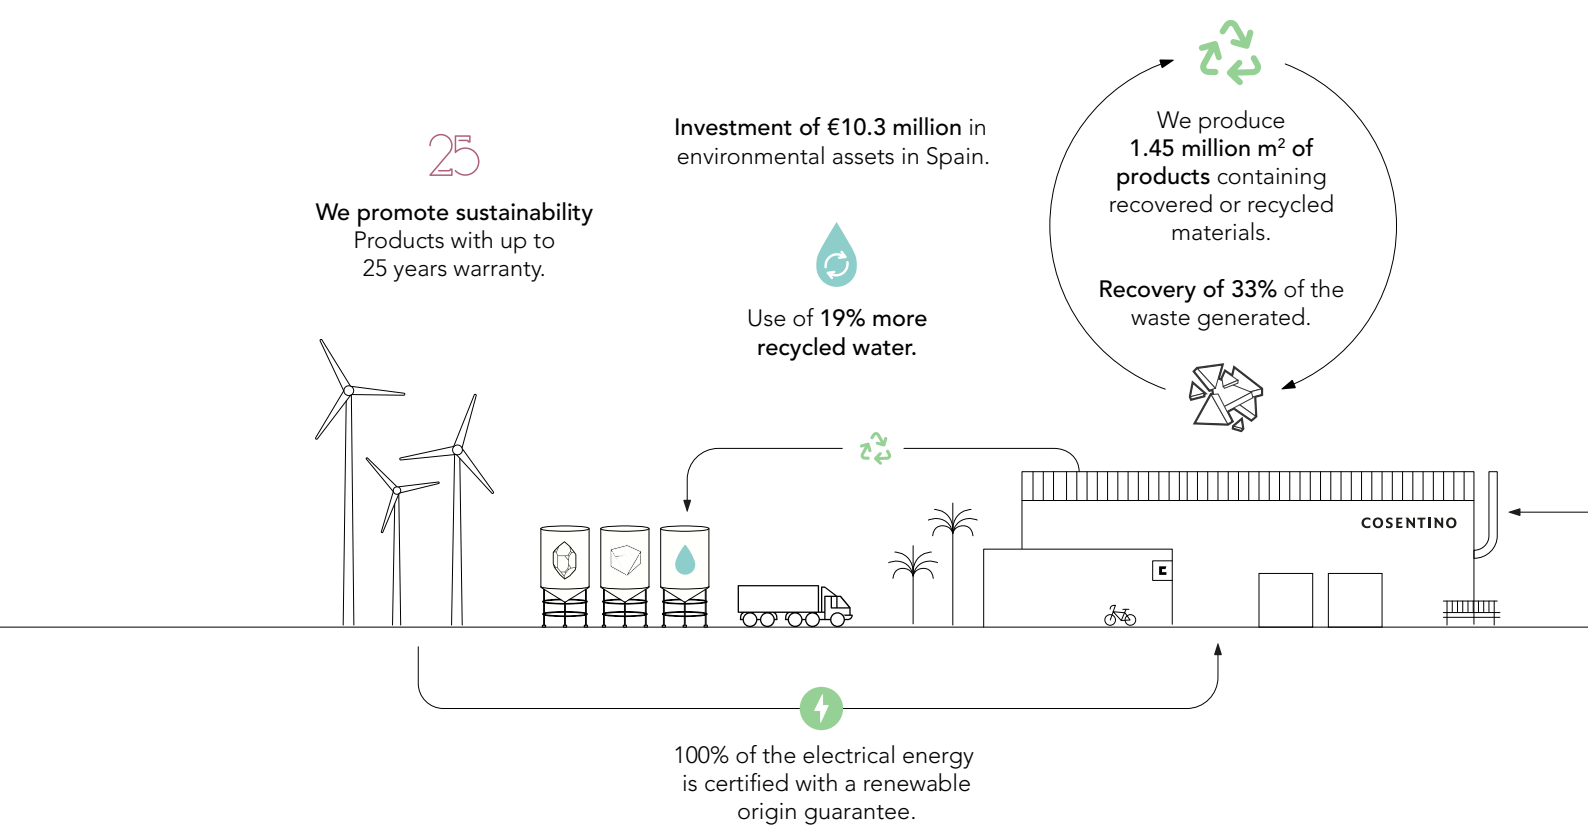 25
We promote sustainability
Products with up to
25 years warranty.
Investment of €10.3 million in
environmental assets in Spain.
Use of 19% more
recycled water.
We produce
1.45 million m² of
products containing
recovered or recycled
materials.
Recovery of 33% of the
waste generated.
COSENTINO
C
100% of the electrical energy
is certified with a renewable
origin guarantee.